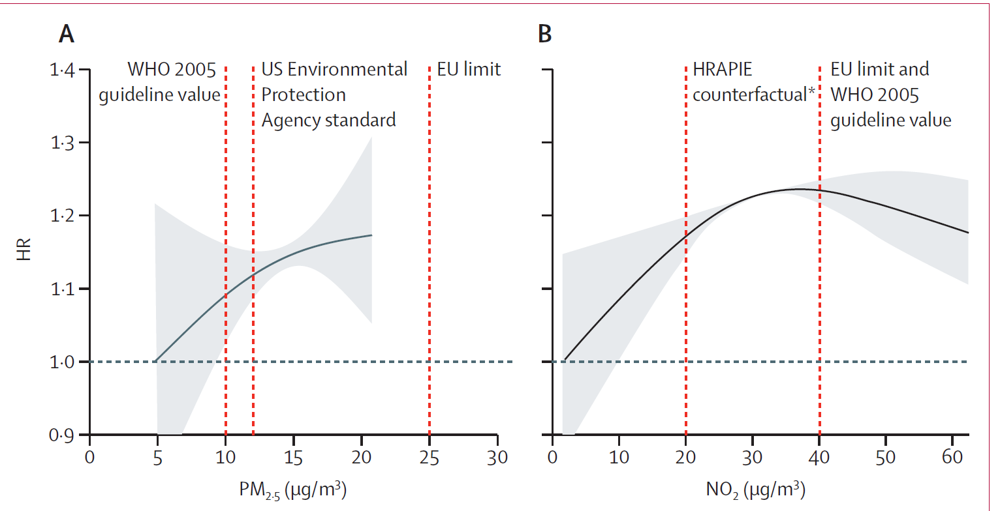 A
WHO 2005
guideline value
US Environmental
Protection
Agency standard
EU limit
1·4
1·3
1·2
1·1
1·0
0·9
HR
0 5 10 15 20 25 30
PM2·5 (µg/m³)
B
HRAPIE
counterfactual*
EU limit and
WHO 2005
guideline value
0 10 20 30 40 50 60
NO2 (µg/m³)